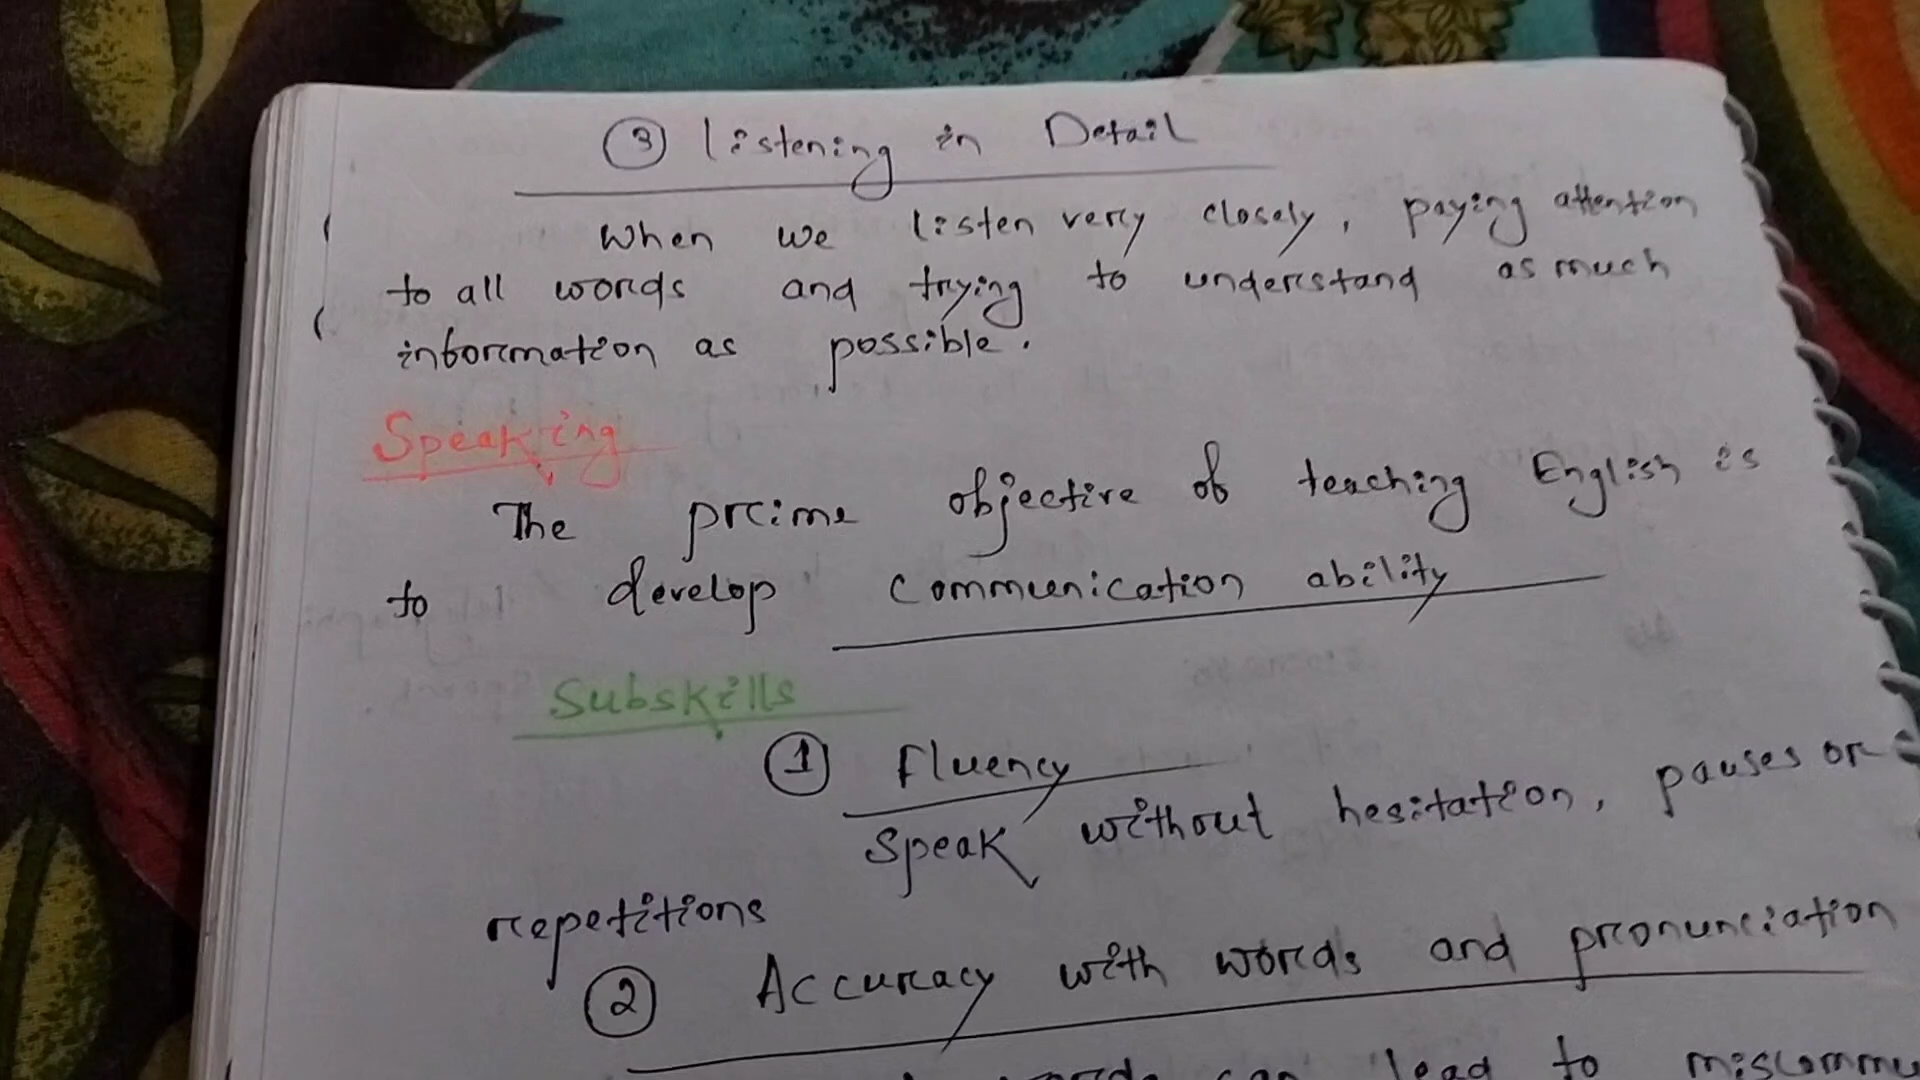 ③ Listening in Detail
When we listen very closely, paying attention
to all words and trying to understand as much
information as possible.
Speaking
The prime objective of teaching English is
to develop communication ability
Subskills
① Fluency
Speak without hesitation, pauses or
repetitions
② Accuracy with words and pronunciation
can lead to